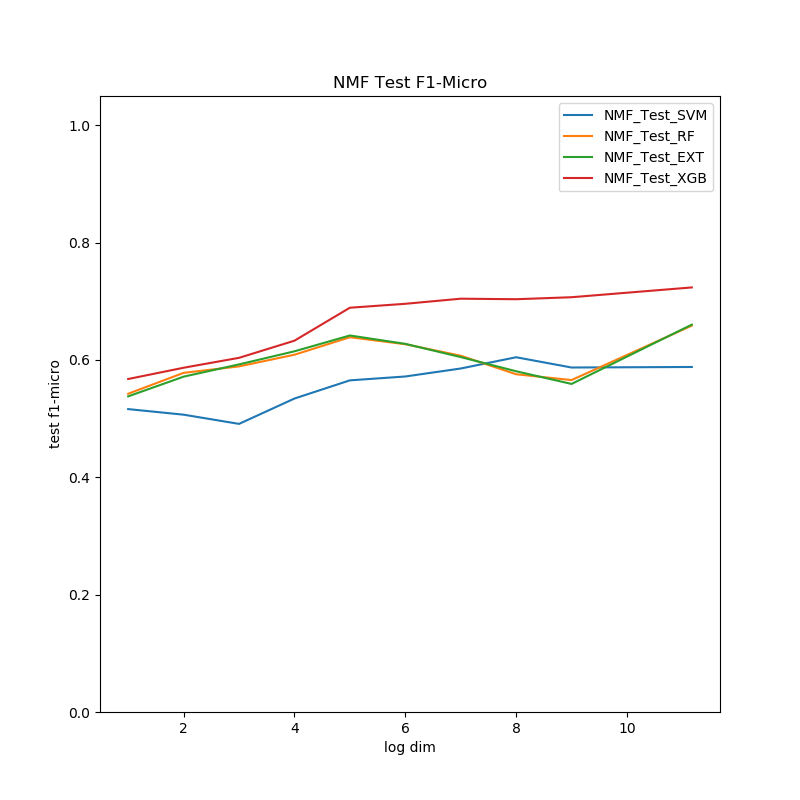 NMF Test F1-Micro
NMF_Test_SVM
NMF_Test_RF
NMF_Test_EXT
NMF_Test_XGB
1.0
0.8
0.6
0.4
0.2
0.0
test f1-micro
2 4 6 8 10
log dim